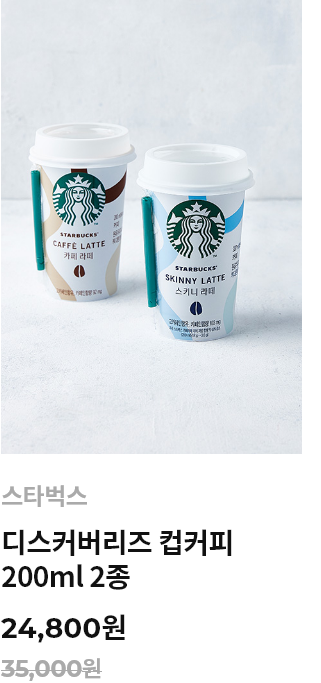 STARBUCKS
CAFFÈ LATTE
카페 라떼
STARBUCKS
SKINNY LATTE
스키니 라떼
스타벅스
디스커버리즈 컵커피
200ml 2종
24,800원
35,000원